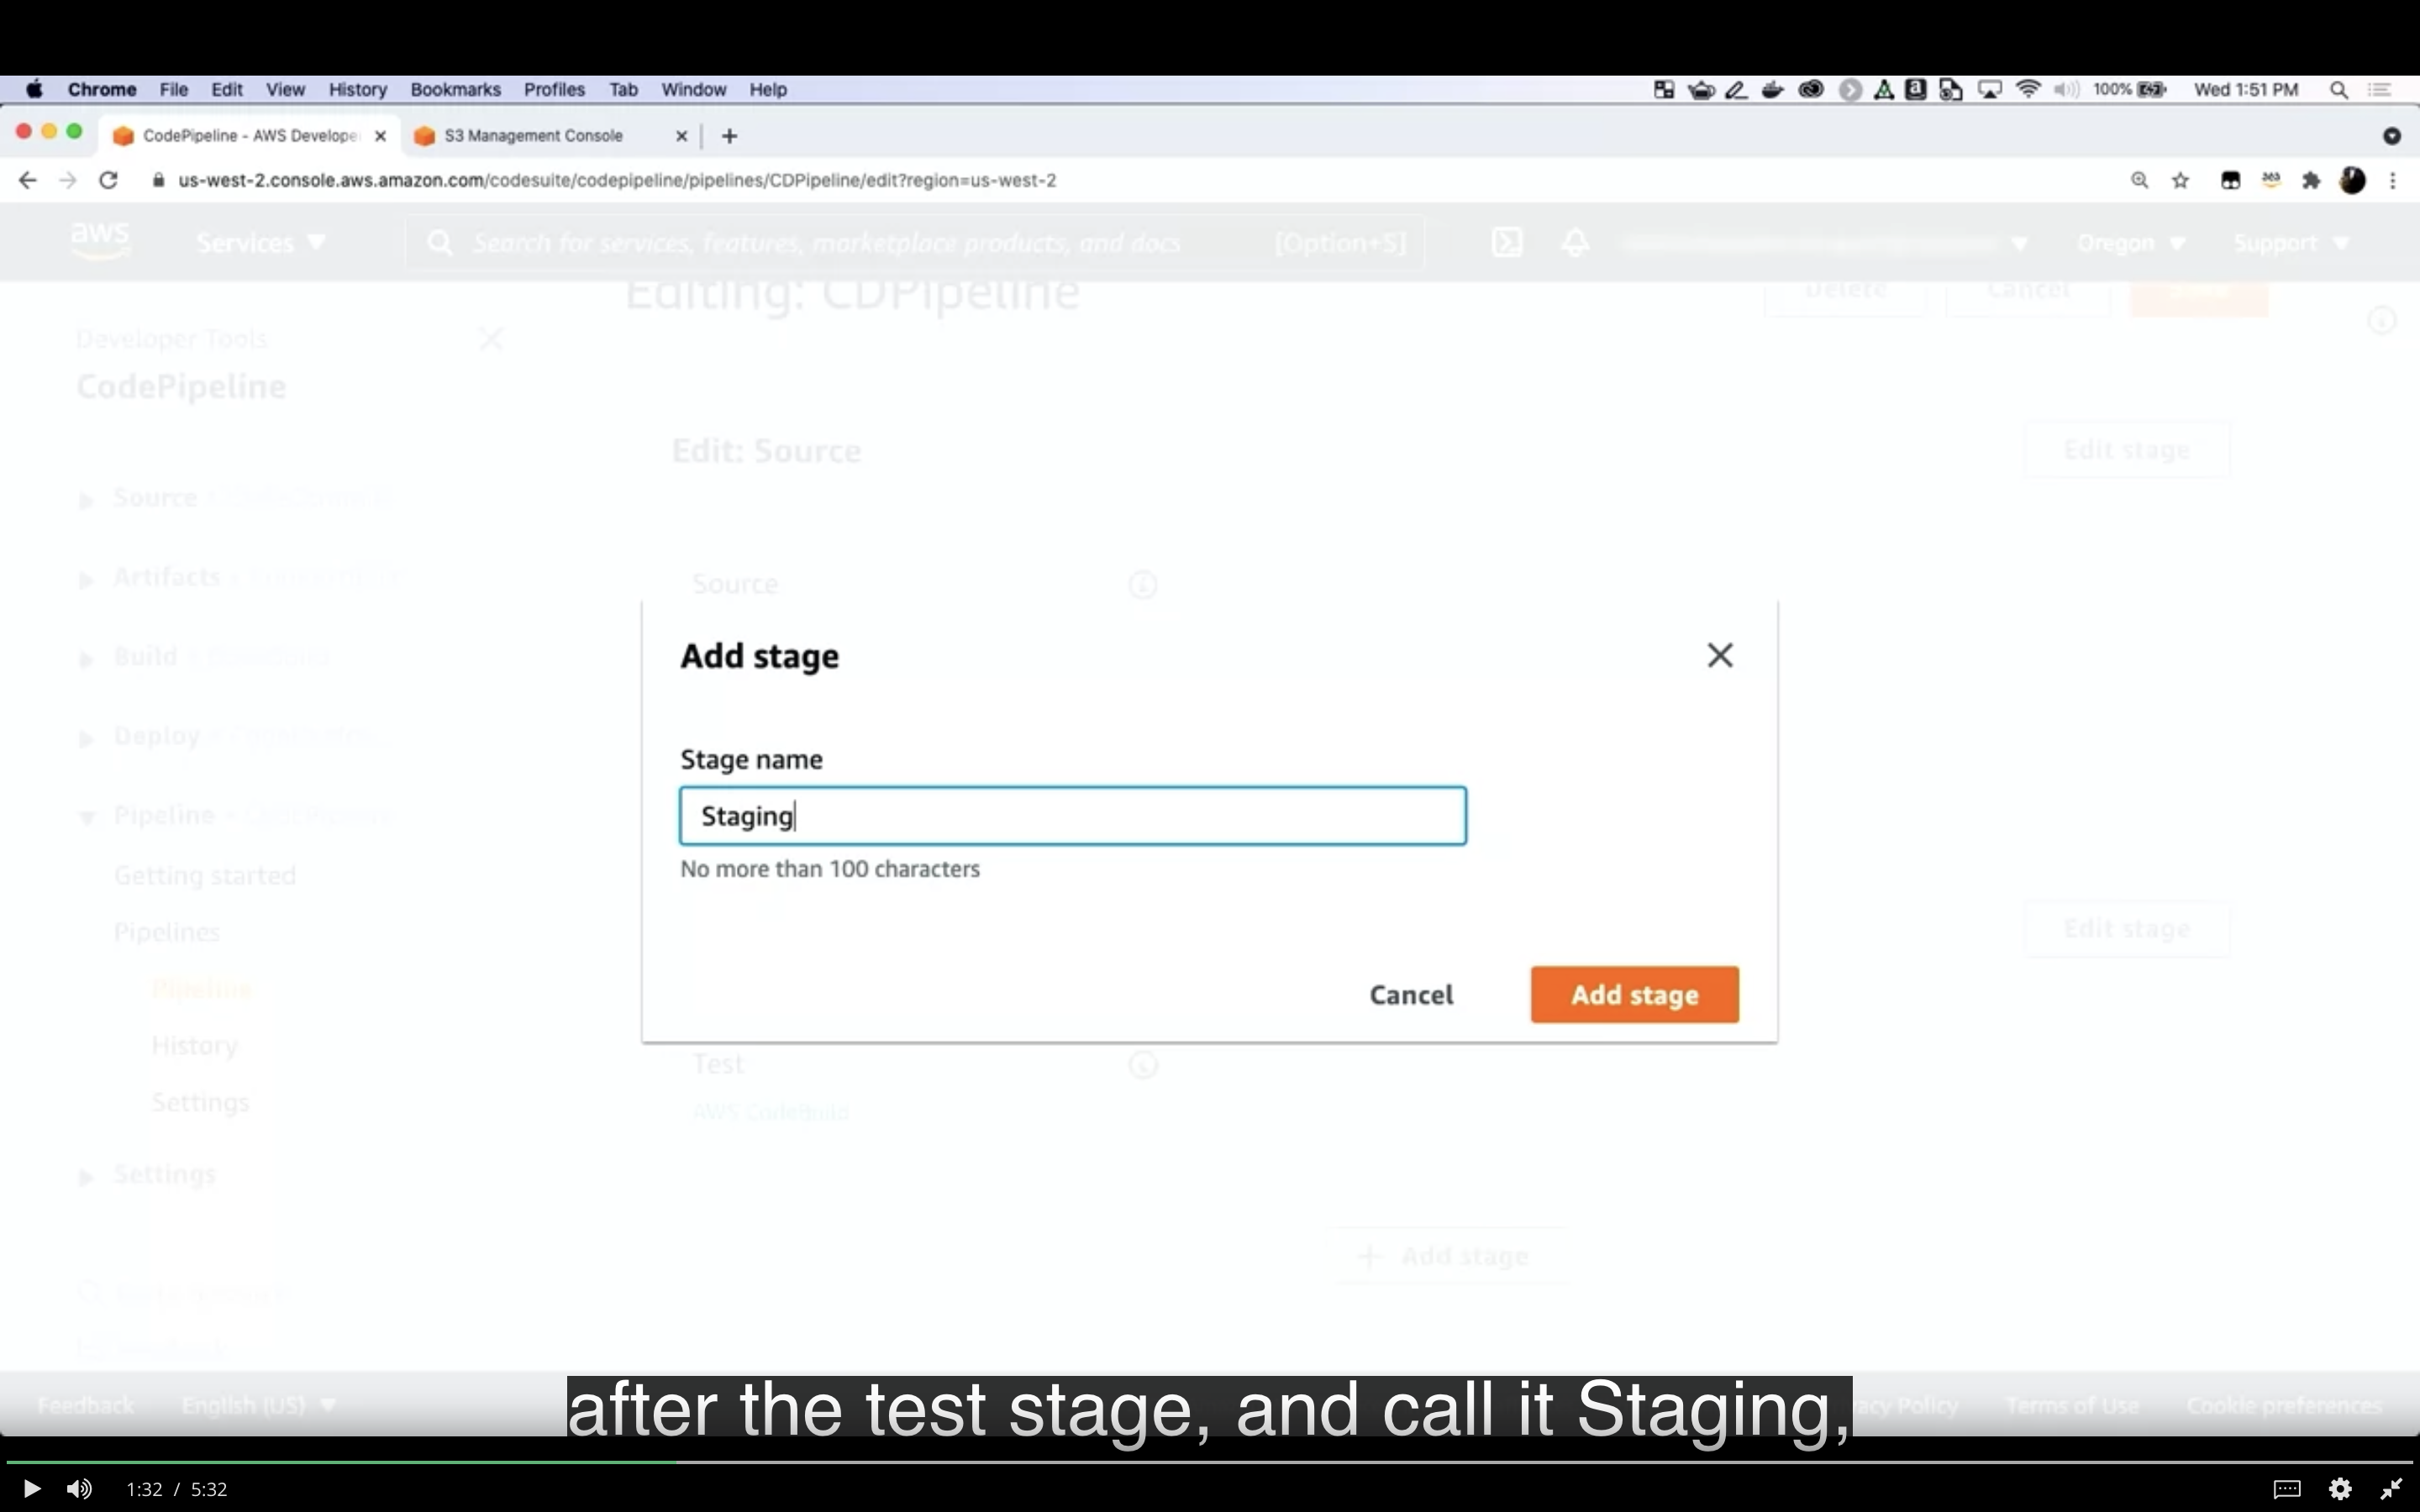 Chrome File Edit View History Bookmarks Profiles Tab Window Help 100% Wed 1:51 PM
CodePipeline - AWS Develope S3 Management Console
us-west-2.console.aws.amazon.com/codesuite/codepipeline/pipelines/CDPipeline/edit?region=us-west-2
aws Services Search for services, features, marketplace products, and docs [Option+S] Oregon Support
Editing: CDPipeline Delete Cancel
Developer Tools
CodePipeline
Edit: Source Edit stage
Source
Artifacts
Source
Build
Add stage
Deploy
Stage name
Pipeline
Staging
No more than 100 characters
Getting started
Pipelines
Edit stage
Pipeline
Cancel Add stage
History
Test
Settings
AWS CodeBuild
Settings
+ Add stage
Feedback English (US) Terms of Use Cookie preferences
after the test stage, and call it Staging,
1:32 / 5:32